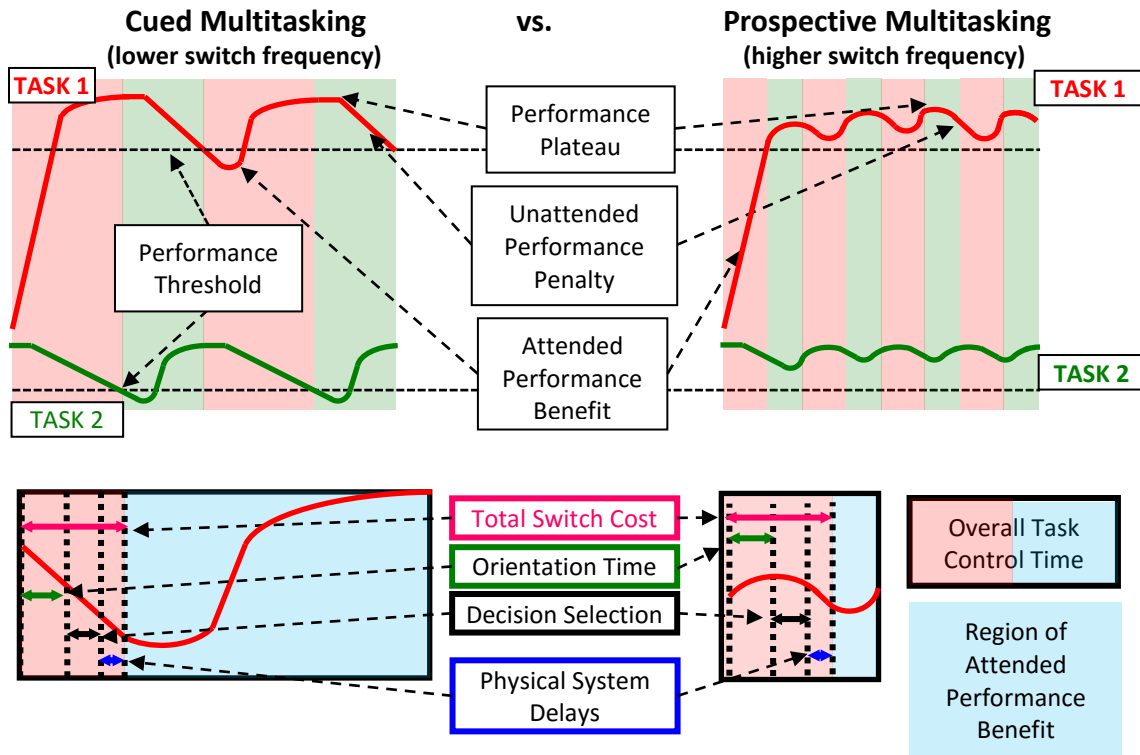 Cued Multitasking
(lower switch frequency)
vs.
Prospective Multitasking
(higher switch frequency)
TASK 1
TASK 1
Performance
Plateau
Unattended
Performance
Penalty
Performance
Threshold
Attended
Performance
Benefit
TASK 2
TASK 2
Total Switch Cost
Orientation Time
Decision Selection
Physical System
Delays
Overall Task
Control Time
Region of
Attended
Performance
Benefit